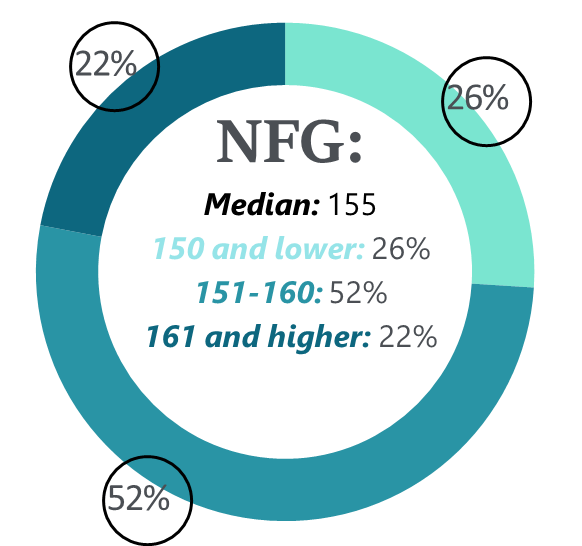 22%
26%
NFG:
Median: 155
150 and lower: 26%
151-160: 52%
161 and higher: 22%
52%